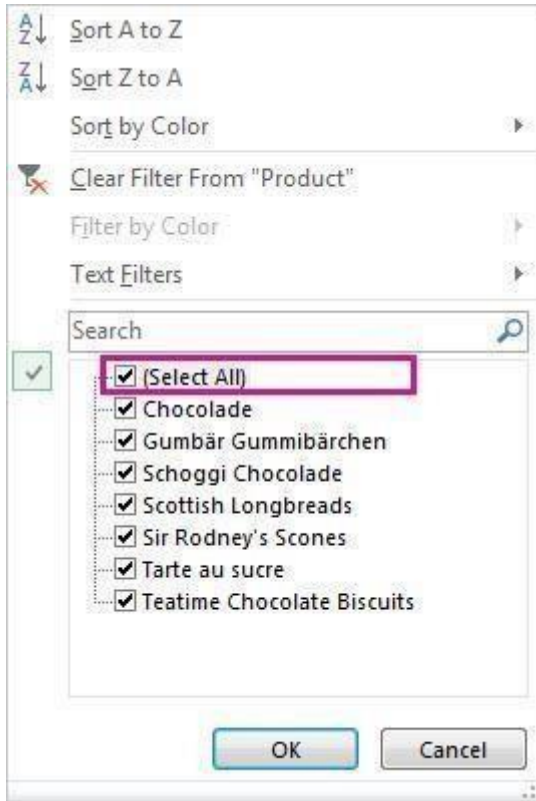 Sort A to Z
Sort Z to A
Sort by Color
Clear Filter From "Product"
Filter by Color
Text Filters
Search
(Select All)
Chocolade
Gumbär Gummibärchen
Schoggi Chocolade
Scottish Longbreads
Sir Rodney's Scones
Tarte au sucre
Teatime Chocolate Biscuits
OK
Cancel